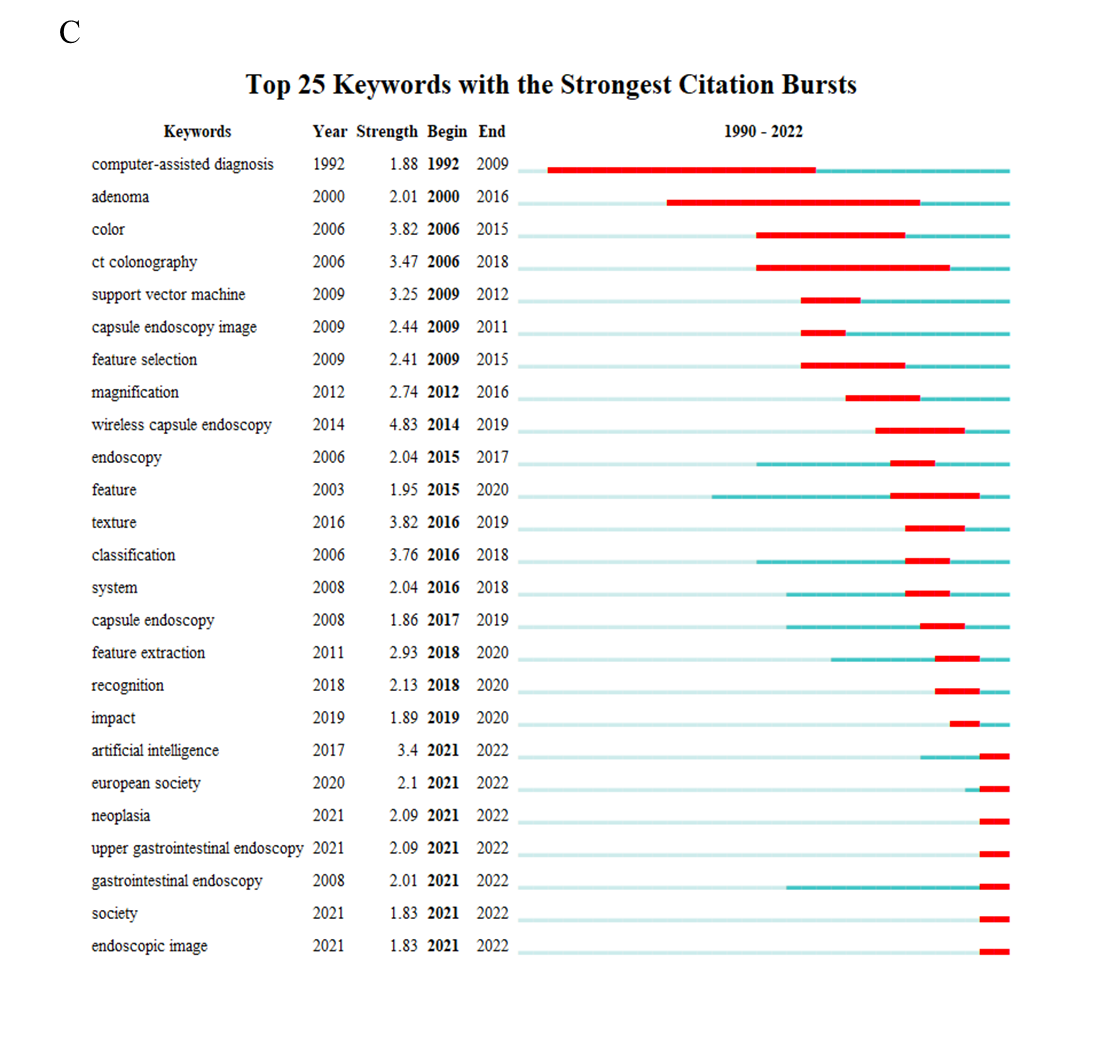 C
Top 25 Keywords with the Strongest Citation Bursts
Keywords Year Strength Begin End 1990 - 2022
computer-assisted diagnosis 1992 1.88 1992 2009
adenoma 2000 2.01 2000 2016
color 2006 3.82 2006 2015
ct colonography 2006 3.47 2006 2018
support vector machine 2009 3.25 2009 2012
capsule endoscopy image 2009 2.44 2009 2011
feature selection 2009 2.41 2009 2015
magnification 2012 2.74 2012 2016
wireless capsule endoscopy 2014 4.83 2014 2019
endoscopy 2006 2.04 2015 2017
feature 2003 1.95 2015 2020
texture 2016 3.82 2016 2019
classification 2006 3.76 2016 2018
system 2008 2.04 2016 2018
capsule endoscopy 2008 1.86 2017 2019
feature extraction 2011 2.93 2018 2020
recognition 2018 2.13 2018 2020
impact 2019 1.89 2019 2020
artificial intelligence 2017 3.4 2021 2022
european society 2020 2.1 2021 2022
neoplasia 2021 2.09 2021 2022
upper gastrointestinal endoscopy 2021 2.09 2021 2022
gastrointestinal endoscopy 2008 2.01 2021 2022
society 2021 1.83 2021 2022
endoscopic image 2021 1.83 2021 2022